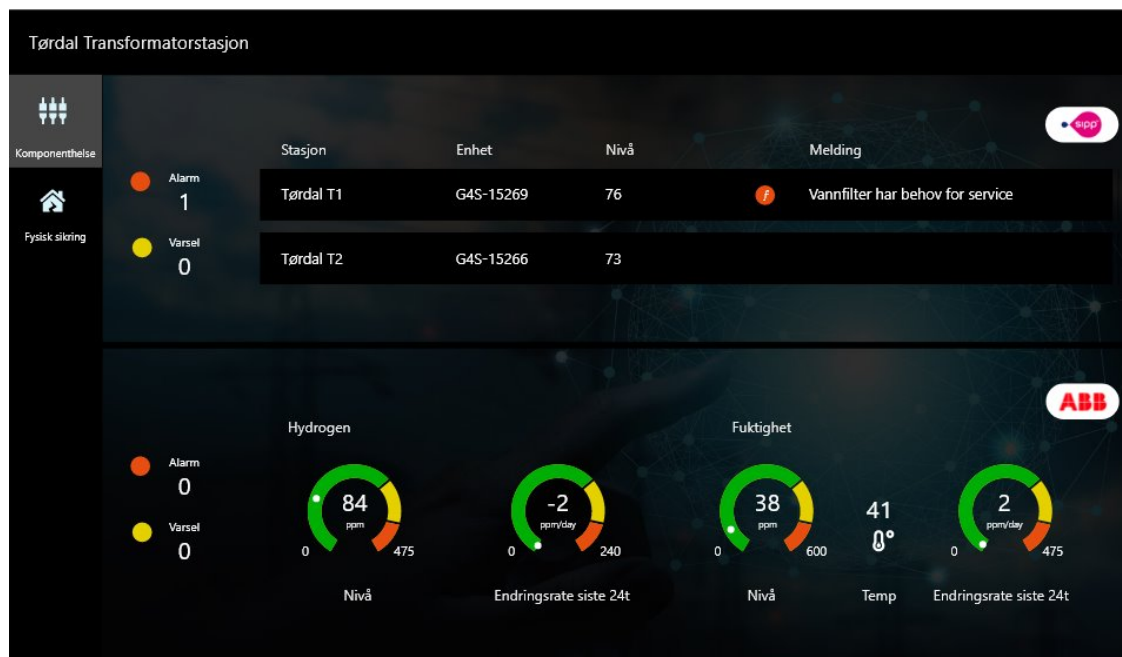 Tørdal Transformatorstasjon
Komponenthelse
Fysisk sikring
sipp
Stasjon Enhet Nivå Melding
Alarm
1
Tørdal T1 G4S-15269 76 f Vannfilter har behov for service
Varsel
0
Tørdal T2 G4S-15266 73
ABB
Hydrogen Fuktighet
Alarm
0
Varsel
0
84
ppm
0 475
Nivå
-2
ppm/day
0 240
Endringsrate siste 24t
38
ppm
0 600
Nivå
41
°
Temp
2
ppm/day
0 475
Endringsrate siste 24t